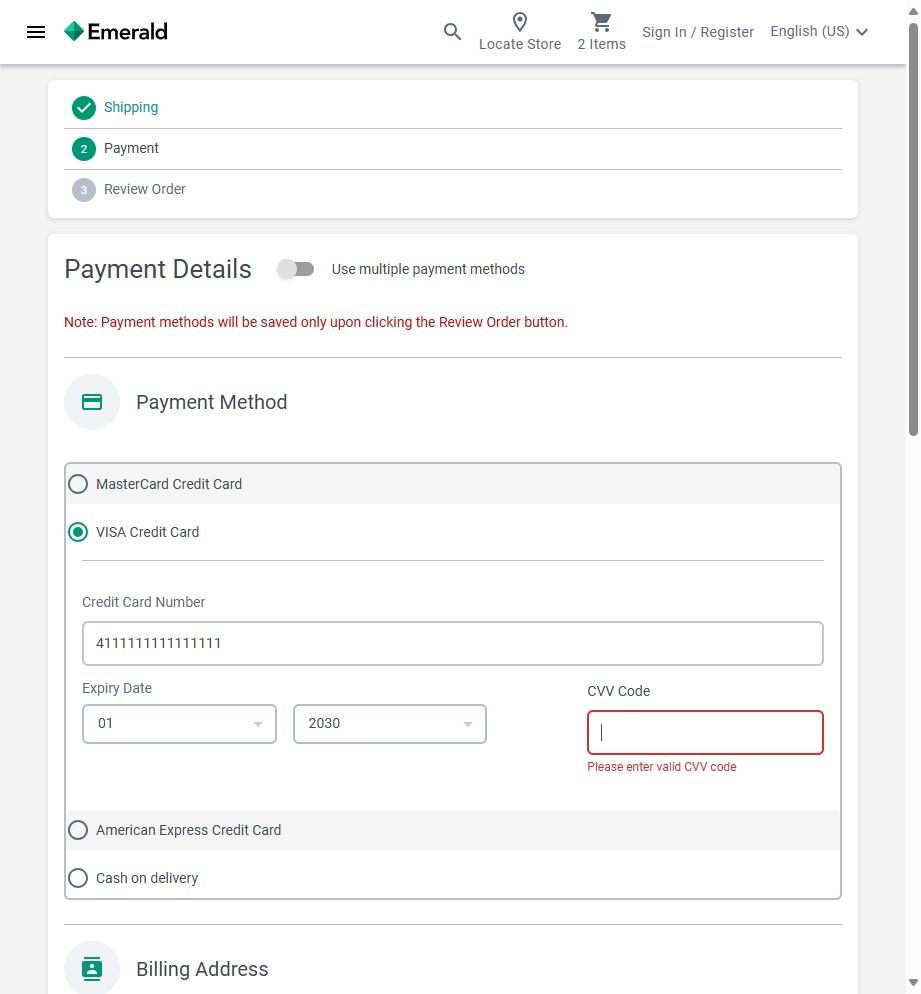 Emerald
Locate Store
2 Items
Sign In / Register
English (US)
Shipping
2 Payment
3 Review Order
Payment Details
Use multiple payment methods
Note: Payment methods will be saved only upon clicking the Review Order button.
Payment Method
MasterCard Credit Card
VISA Credit Card
Credit Card Number
4111111111111111
Expiry Date
CVV Code
01
2030
Please enter valid CVV code
American Express Credit Card
Cash on delivery
Billing Address